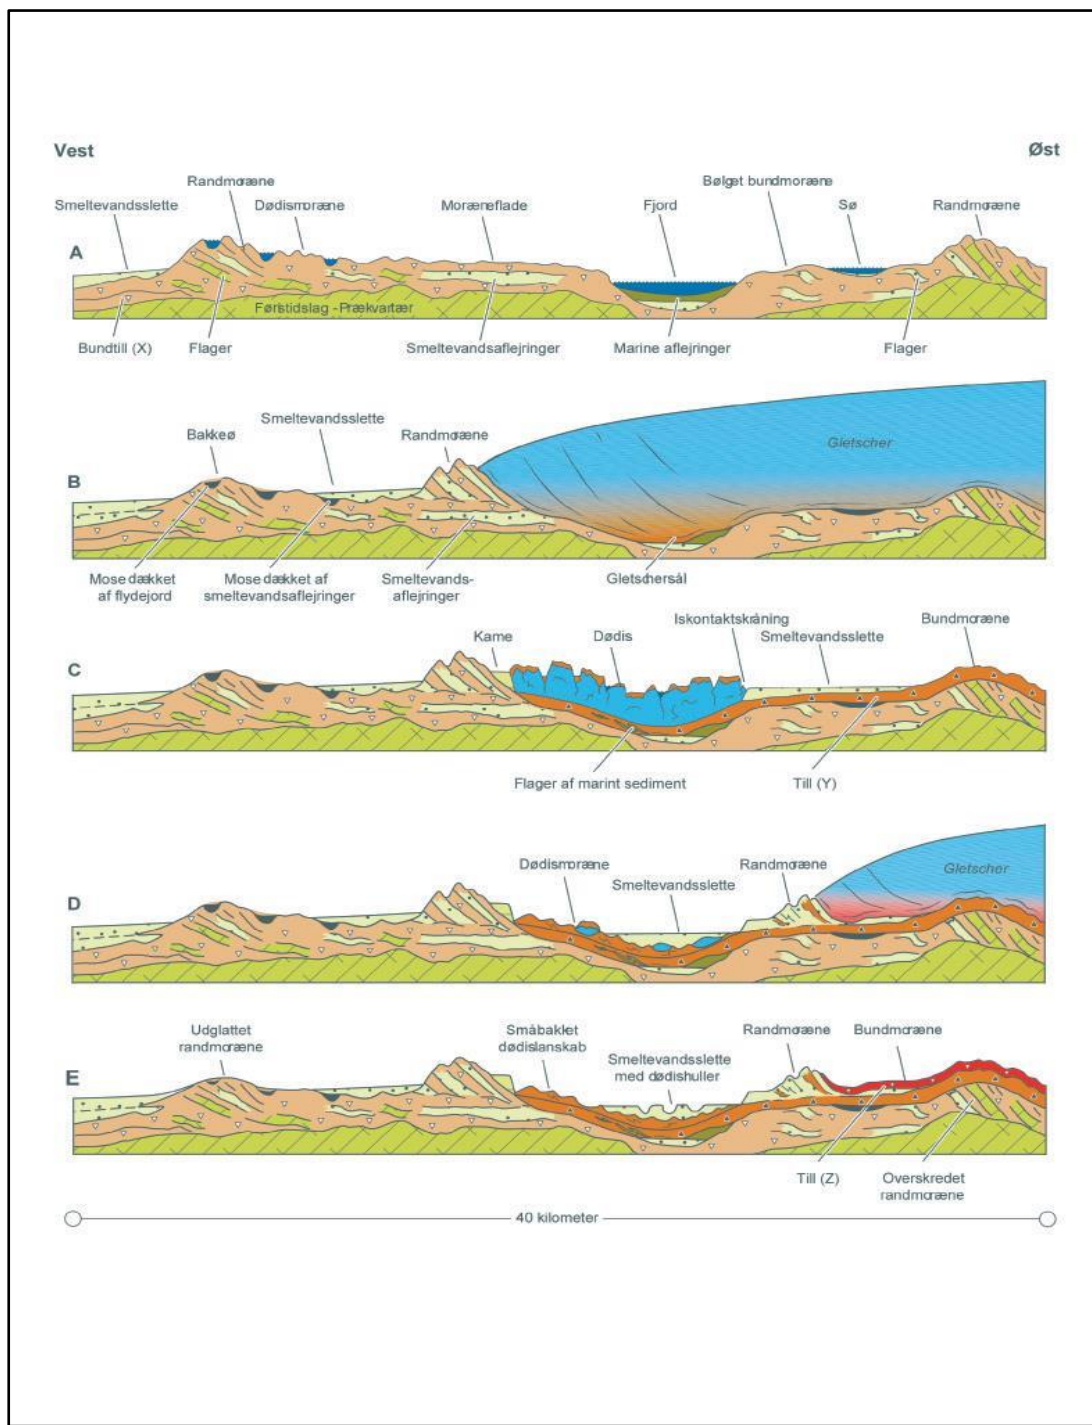 Vest
Øst
Randmoræne
Bølget bundmoræne
Smeltevandsslette
Dødismoræne
Moræneflade
Fjord
Sø
Randmoræne
A
Føristidslag - Prækvartær
Bundtill (X)
Flager
Smeltevandsaflejringer
Marine aflejringer
Flager
Smeltevandsslette
Bakkeø
Randmoræne
Gletscher
B
Mose dækket
af flydejord
Mose dækket af
smeltevandsaflejringer
Smeltevands-
aflejringer
Gletschersål
Iskontaktskråning
Bundmoræne
Kame
Dødis
Smeltevandsslette
C
Flager af marint sediment
Till (Y)
Dødismoræne
Randmoræne
Gletscher
Smeltevandsslette
D
Udglattet
randmoræne
Småbakket
dødislanskab
Randmoræne
Bundmoræne
Smeltevandsslette
med dødishuller
E
Till (Z)
Overskredet
randmoræne
40 kilometer